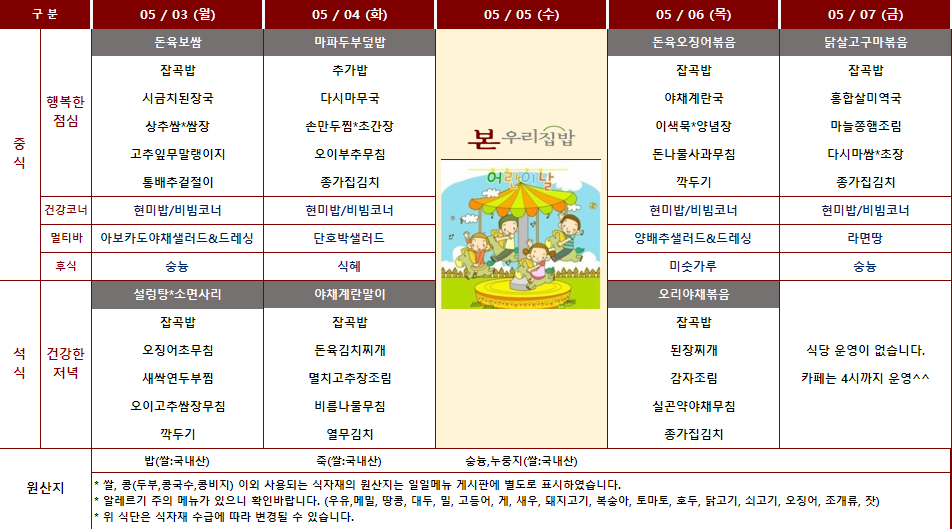 구 분 05 / 03 (월) 05 / 04 (화) 05 / 05 (수) 05 / 06 (목) 05 / 07 (금)
중식
행복한 점심
돈육보쌈 마파두부덮밥 돈육오징어볶음 닭살고구마볶음
잡곡밥 추가밥 잡곡밥 잡곡밥
시금치된장국 다시마무국 야채계란국 홍합살미역국
상추쌈*쌈장 손만두찜*초간장 이색묵*양념장 마늘쫑햄조림
고추잎무말랭이지 오이부추무침 돈나물사과무침 다시마쌈*초장
통배추겉절이 종가집김치 깍두기 종가집김치
본 우리집밥
어린이날
건강코너 현미밥/비빔코너 현미밥/비빔코너 현미밥/비빔코너 현미밥/비빔코너
멀티바 아보카도야채샐러드&드레싱 단호박샐러드 양배추샐러드&드레싱 라면땅
후식 숭늉 식혜 미숫가루 숭늉
석식
건강한 저녁
설렁탕*소면사리 야채계란말이 오리야채볶음
잡곡밥 잡곡밥 잡곡밥
오징어초무침 돈육김치찌개 된장찌개 식당 운영이 없습니다.
새싹연두부찜 멸치고추장조림 감자조림 카페는 4시까지 운영^^
오이고추쌈장무침 비름나물무침 실곤약야채무침
깍두기 열무김치 종가집김치
원산지
밥(쌀:국내산) 죽(쌀:국내산) 숭늉,누룽지(쌀:국내산)
* 쌀, 콩(두부,콩국수,콩비지) 이외 사용되는 식자재의 원산지는 일일메뉴 게시판에 별도로 표시하였습니다.
* 알레르기 주의 메뉴가 있으니 확인바랍니다. (우유,메밀, 땅콩, 대두, 밀, 고등어, 게, 새우, 돼지고기, 복숭아, 토마토, 호두, 닭고기, 쇠고기, 오징어, 조개류, 잣)
* 위 식단은 식자재 수급에 따라 변경될 수 있습니다.